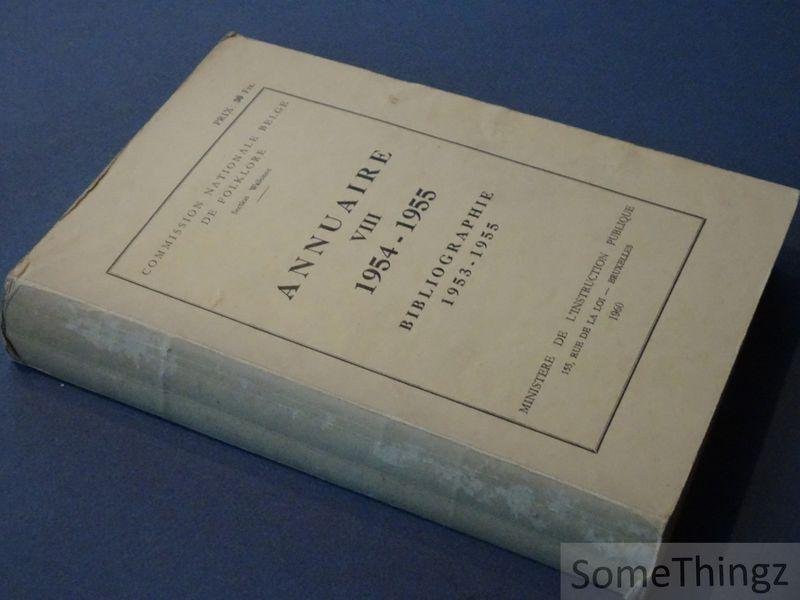 PRIX : 50 Frs.
COMMISSION NATIONALE BELGE
DE FOLKLORE
Section Wallonne
ANNUAIRE
VIII
1954-1955
BIBLIOGRAPHIE
1953-1955
MINISTERE DE L'INSTRUCTION PUBLIQUE
155, RUE DE LA LOI — BRUXELLES
1960
SomeThingz